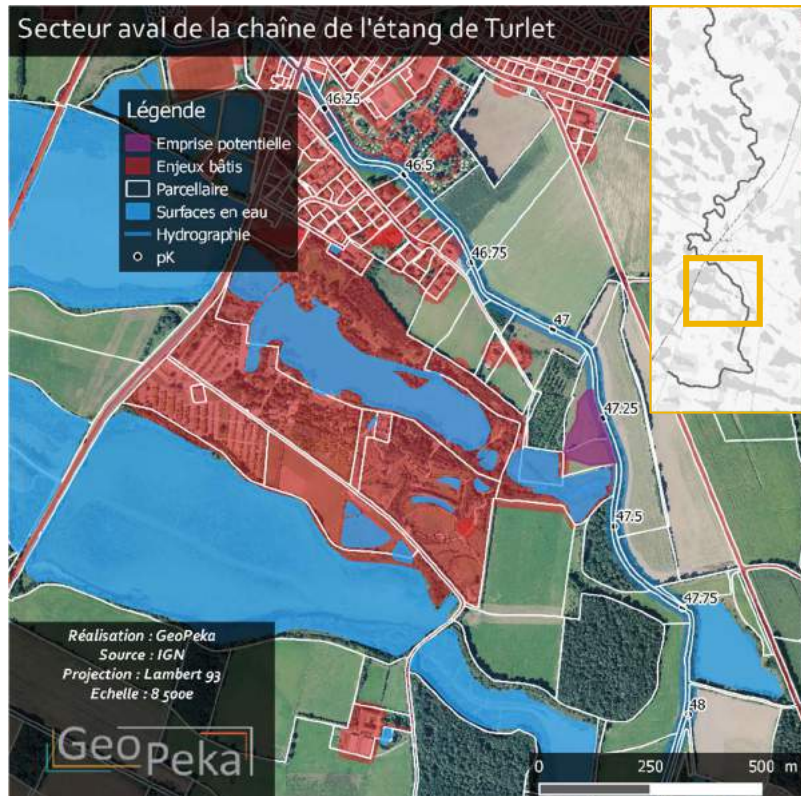 Secteur aval de la chaîne de l'étang de Turlet
Légende
Emprise potentielle
Enjeux bâtis
Parcellaire
Surfaces en eau
Hydrographie
pK
46.25
46.5
46.75
47
47.25
47.5
47.75
48
Réalisation : GeoPeka
Source : IGN
Projection : Lambert 93
Echelle : 8 500e
GeoPeka
0 250 500 m